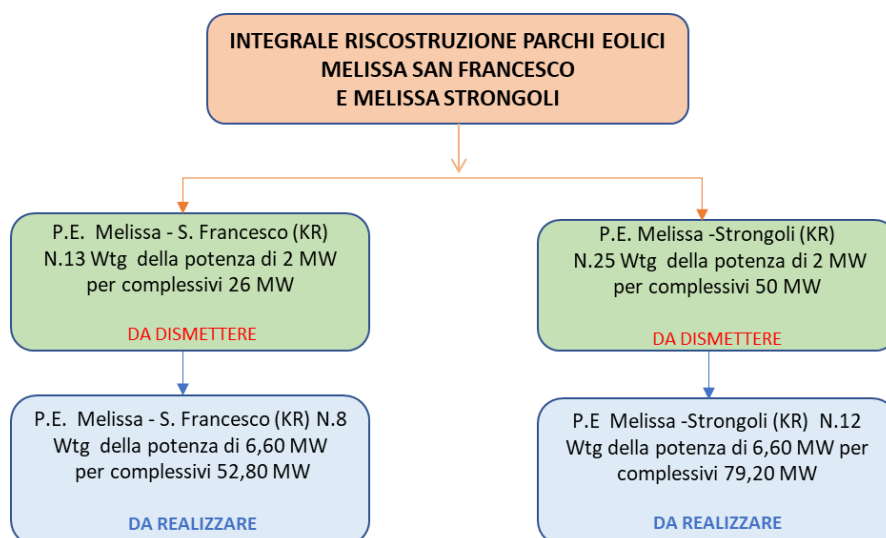 INTEGRALE RISCOSTRUZIONE PARCHI EOLICI
MELISSA SAN FRANCESCO
E MELISSA STRONGOLI
P.E. Melissa - S. Francesco (KR)
N.13 Wtg della potenza di 2 MW
per complessivi 26 MW
DA DISMETTERE
P.E. Melissa -Strongoli (KR)
N.25 Wtg della potenza di 2 MW
per complessivi 50 MW
DA DISMETTERE
P.E. Melissa - S. Francesco (KR) N.8
Wtg della potenza di 6,60 MW
per complessivi 52,80 MW
DA REALIZZARE
P.E Melissa -Strongoli (KR) N.12
Wtg della potenza di 6,60 MW per
complessivi 79,20 MW
DA REALIZZARE